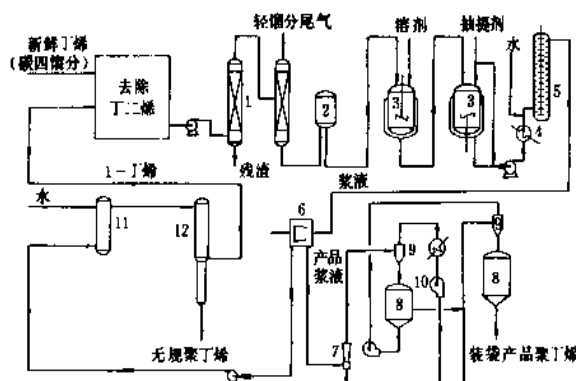 轻馏分尾气
溶剂
抽提剂
新鲜丁烯
(碳四馏分)
水
去除
丁二烯
1
2
3
3
4
5
残渣
浆液
1-丁烯
水
11
12
6
产品
浆液
9
9
8
8
10
7
无规聚丁烯
装袋产品聚丁烯